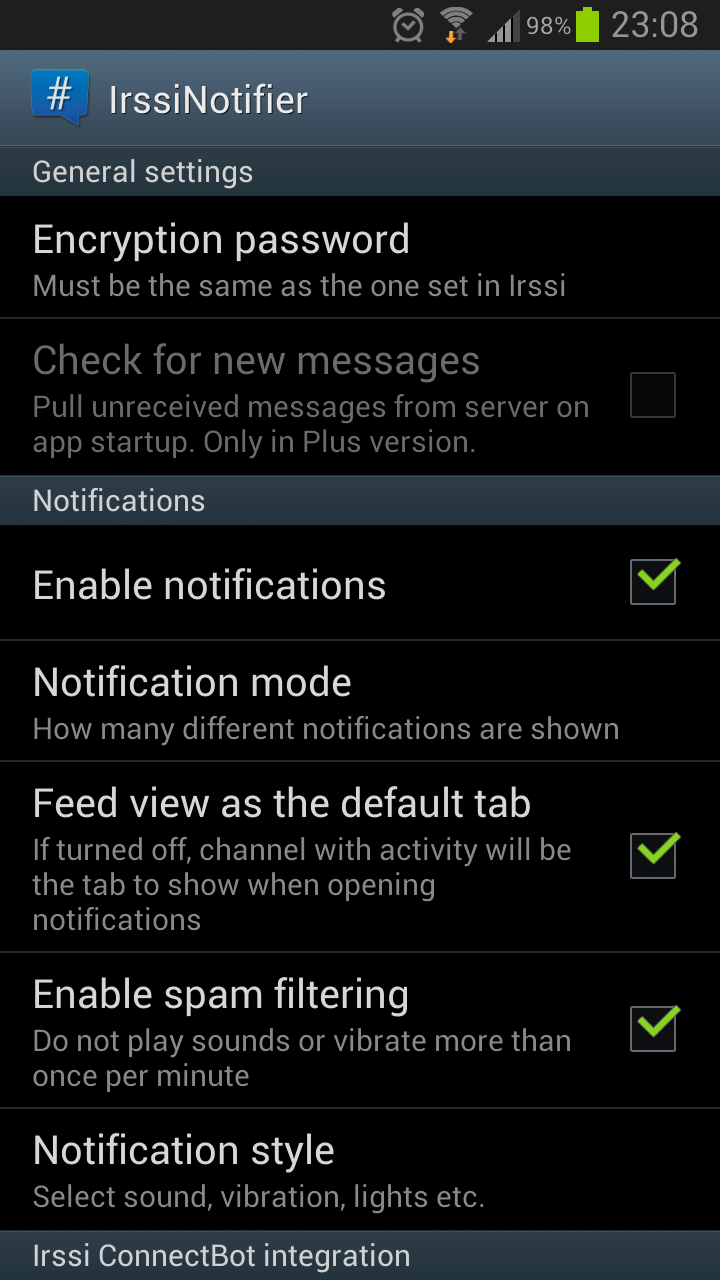 98% 23:08
# IrssiNotifier
General settings
Encryption password
Must be the same as the one set in Irssi
Check for new messages
Pull unreceived messages from server on
app startup. Only in Plus version.
Notifications
Enable notifications
Notification mode
How many different notifications are shown
Feed view as the default tab
If turned off, channel with activity will be
the tab to show when opening
notifications
Enable spam filtering
Do not play sounds or vibrate more than
once per minute
Notification style
Select sound, vibration, lights etc.
Irssi ConnectBot integration